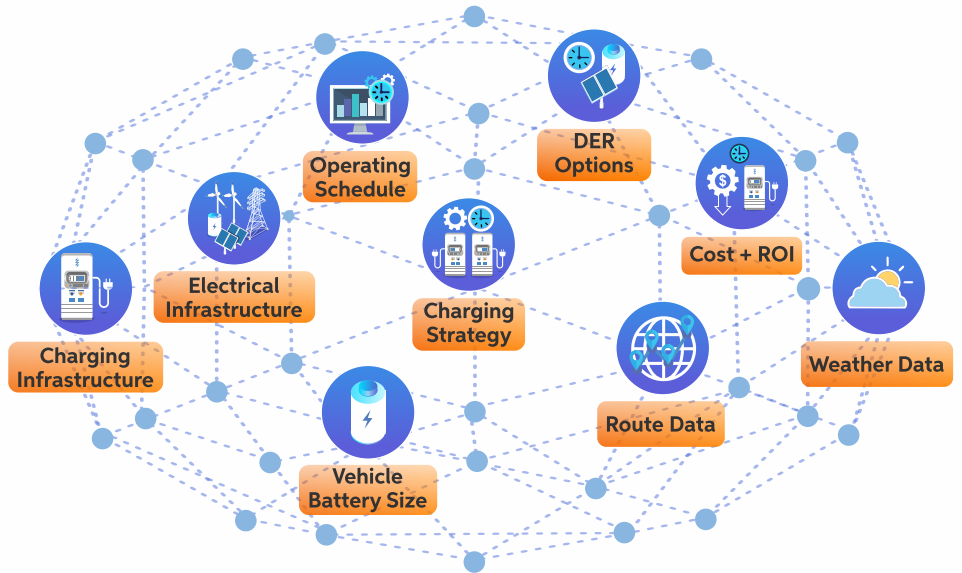 Operating
Schedule
DER
Options
Electrical
Infrastructure
Charging
Strategy
$
Cost + ROI
Charging
Infrastructure
Weather Data
Route Data
Vehicle
Battery Size